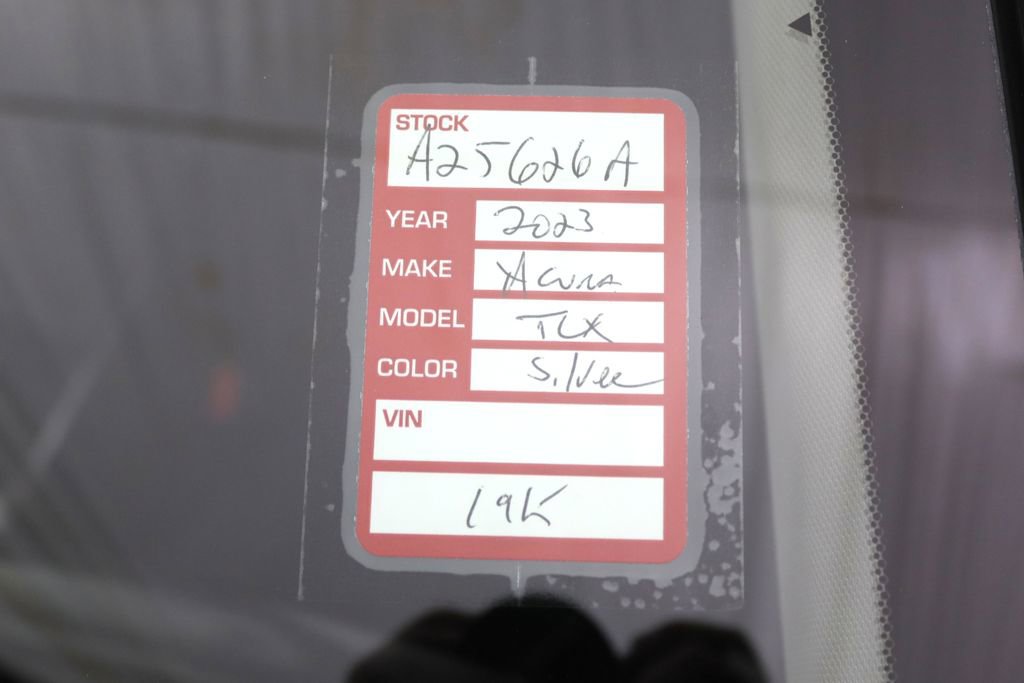 STOCK
A25626A
YEAR 2023
MAKE Acura
MODEL TLX
COLOR Silver
VIN
19K